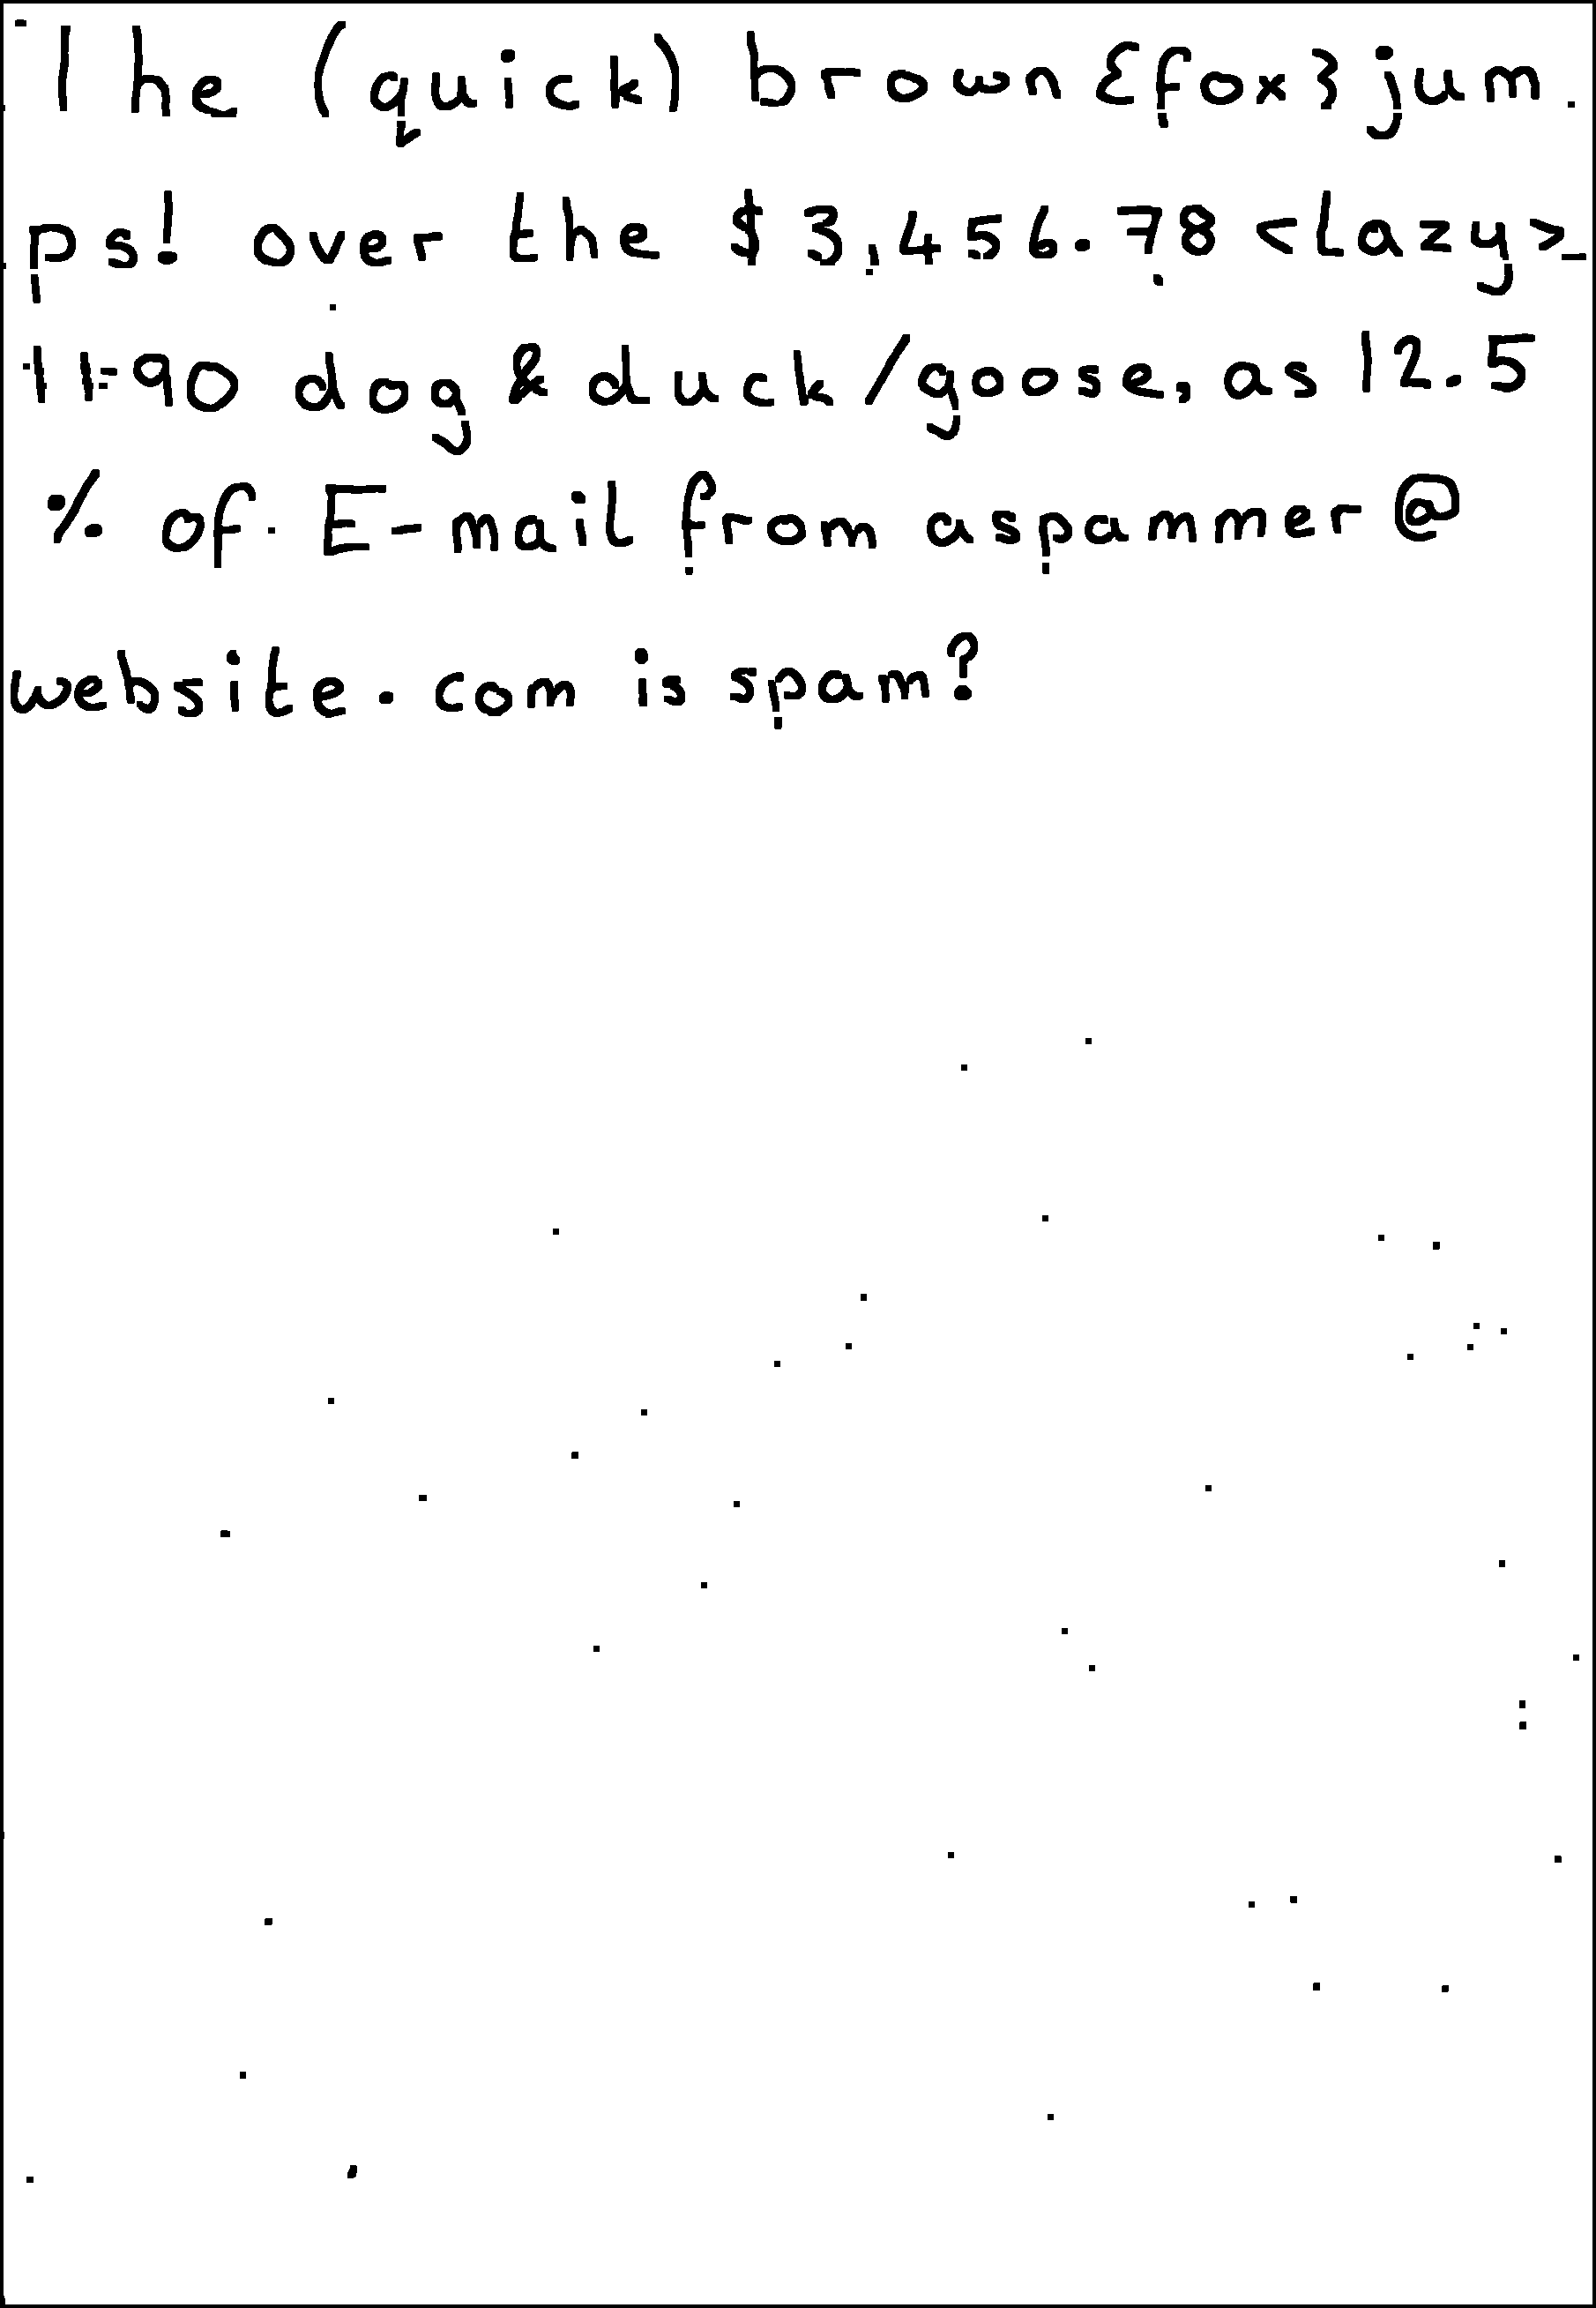 The (quick) brown {fox} jum
ps! over the $3,456.78 <lazy>
#90 dog & duck/goose, as 12.5
% of E-mail from aspammer@
website.com is spam?